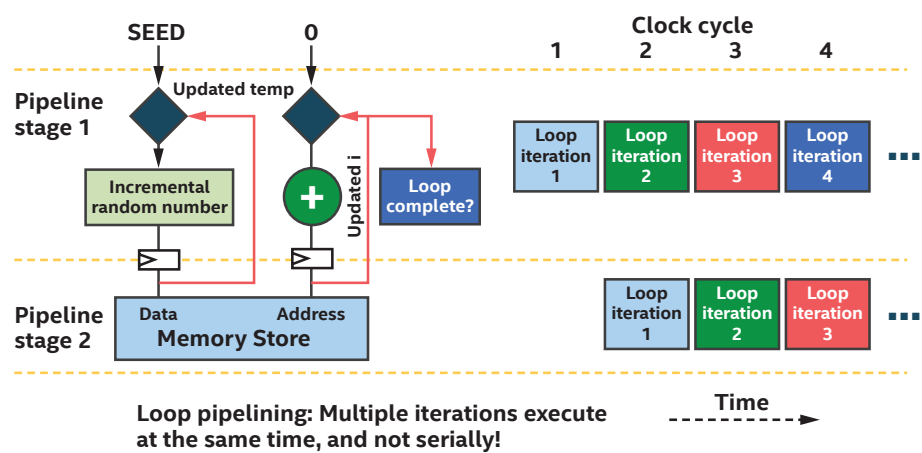 SEED
0
Clock cycle
1 2 3 4
Pipeline
stage 1
Updated temp
Incremental
random number
+
Updated i
Loop
complete?
Loop
iteration
1
Loop
iteration
2
Loop
iteration
3
Loop
iteration
4
...
Pipeline
stage 2
Data
Address
Memory Store
Loop
iteration
1
Loop
iteration
2
Loop
iteration
3
...
Loop pipelining: Multiple iterations execute
at the same time, and not serially!
Time